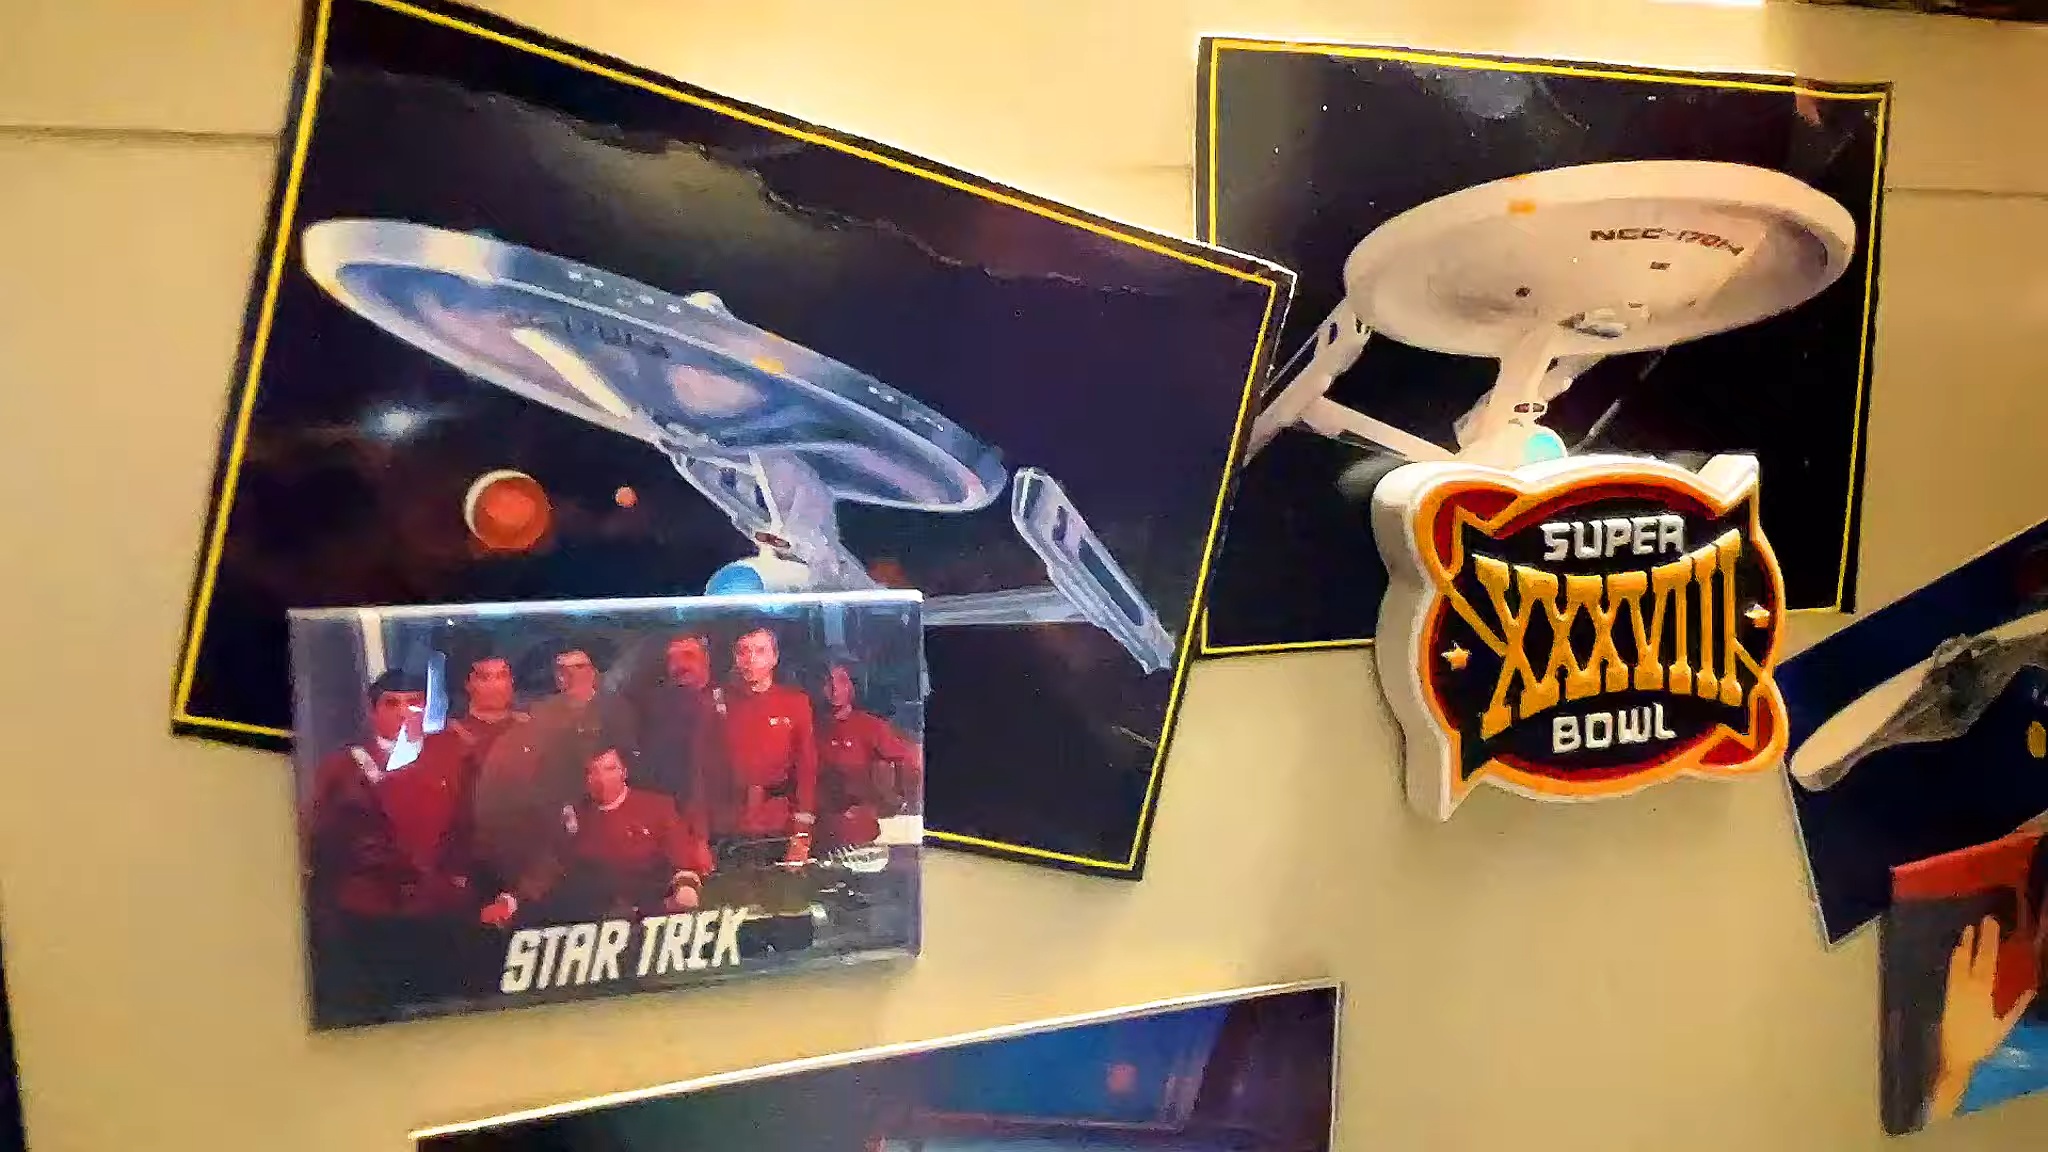 NCC-1701
SUPER
XXXVIII
BOWL
STAR TREK